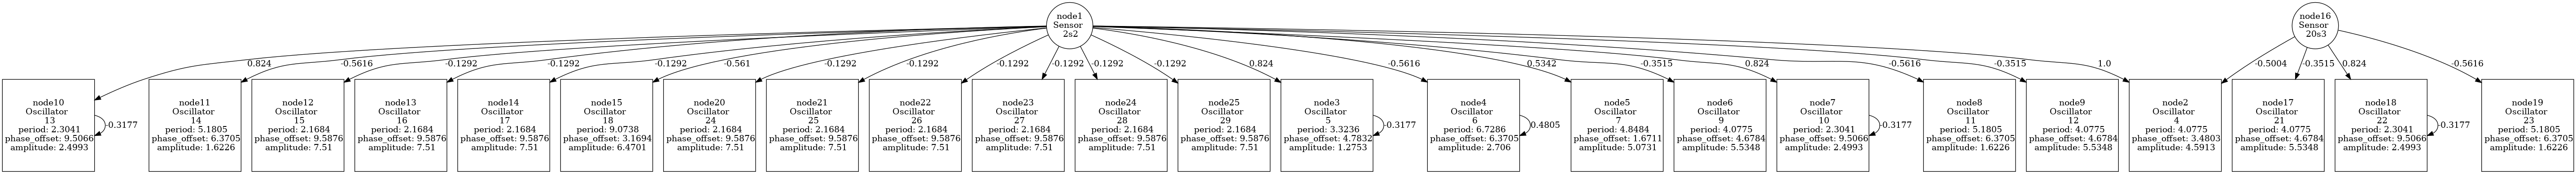 node1
Sensor
2s2
node16
Sensor
20s3
0.824
-0.5616
-0.1292
-0.1292
-0.1292
-0.561
-0.1292
-0.1292
-0.1292
-0.1292
-0.1292
-0.1292
0.824
-0.5616
0.5342
-0.3515
0.824
-0.5616
-0.3515
1.0
-0.5004
-0.3515
0.824
-0.5616
node10
Oscillator
13
period: 2.3041
phase_offset: 9.5066
amplitude: 2.4993
-0.3177
node11
Oscillator
14
period: 5.1805
phase_offset: 6.3705
amplitude: 1.6226
node12
Oscillator
15
period: 2.1684
phase_offset: 9.5876
amplitude: 7.51
node13
Oscillator
16
period: 2.1684
phase_offset: 9.5876
amplitude: 7.51
node14
Oscillator
17
period: 2.1684
phase_offset: 9.5876
amplitude: 7.51
node15
Oscillator
18
period: 9.0738
phase_offset: 3.1694
amplitude: 6.4701
node20
Oscillator
24
period: 2.1684
phase_offset: 9.5876
amplitude: 7.51
node21
Oscillator
25
period: 2.1684
phase_offset: 9.5876
amplitude: 7.51
node22
Oscillator
26
period: 2.1684
phase_offset: 9.5876
amplitude: 7.51
node23
Oscillator
27
period: 2.1684
phase_offset: 9.5876
amplitude: 7.51
node24
Oscillator
28
period: 2.1684
phase_offset: 9.5876
amplitude: 7.51
node25
Oscillator
29
period: 2.1684
phase_offset: 9.5876
amplitude: 7.51
node3
Oscillator
5
period: 3.3236
phase_offset: 4.7832
amplitude: 1.2753
-0.3177
node4
Oscillator
6
period: 6.7286
phase_offset: 6.3705
amplitude: 2.706
0.4805
node5
Oscillator
7
period: 4.8484
phase_offset: 1.6711
amplitude: 5.0731
node6
Oscillator
9
period: 4.0775
phase_offset: 4.6784
amplitude: 5.5348
node7
Oscillator
10
period: 2.3041
phase_offset: 9.5066
amplitude: 2.4993
-0.3177
node8
Oscillator
11
period: 5.1805
phase_offset: 6.3705
amplitude: 1.6226
node9
Oscillator
12
period: 4.0775
phase_offset: 4.6784
amplitude: 5.5348
node2
Oscillator
4
period: 4.0775
phase_offset: 3.4803
amplitude: 4.5913
node17
Oscillator
21
period: 4.0775
phase_offset: 4.6784
amplitude: 5.5348
node18
Oscillator
22
period: 2.3041
phase_offset: 9.5066
amplitude: 2.4993
-0.3177
node19
Oscillator
23
period: 5.1805
phase_offset: 6.3705
amplitude: 1.6226